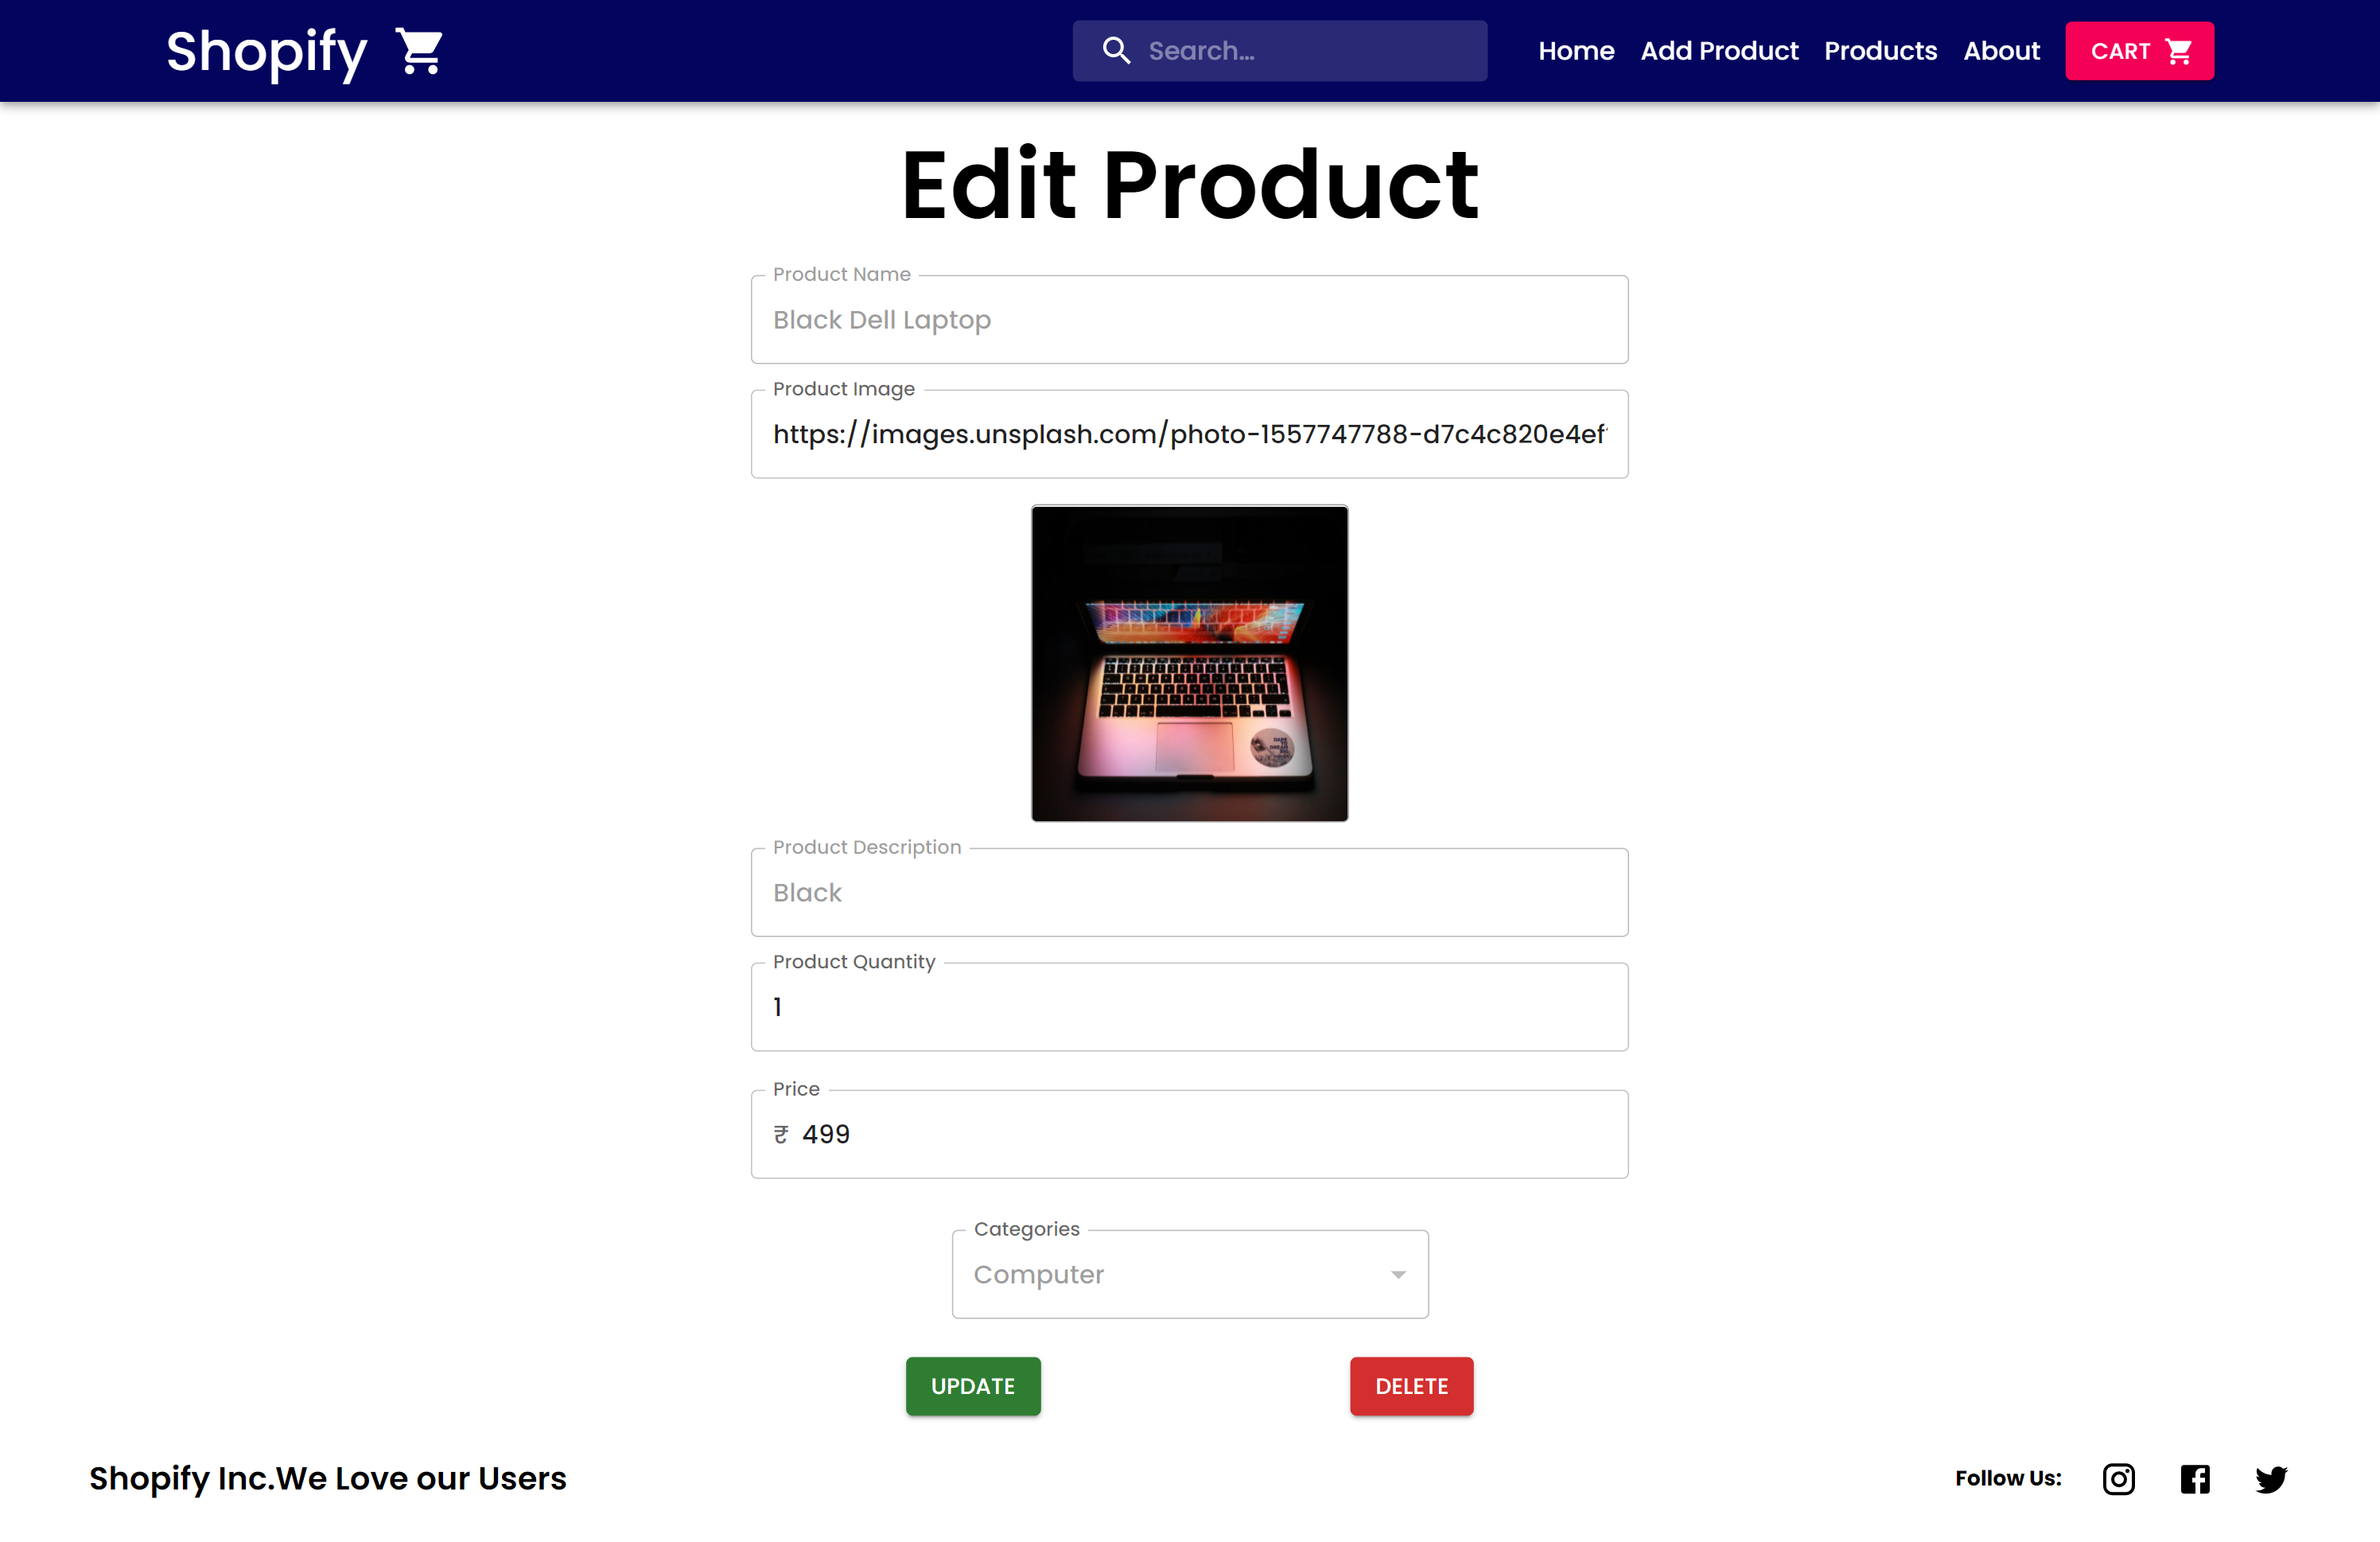 Shopify
Search...
Home Add Product Products About CART
Edit Product
Product Name
Black Dell Laptop
Product Image
https://images.unsplash.com/photo-1557747788-d7c4c820e4ef
Product Description
Black
Product Quantity
1
Price
₹ 499
Categories
Computer
UPDATE DELETE
Shopify Inc.We Love our Users
Follow Us: